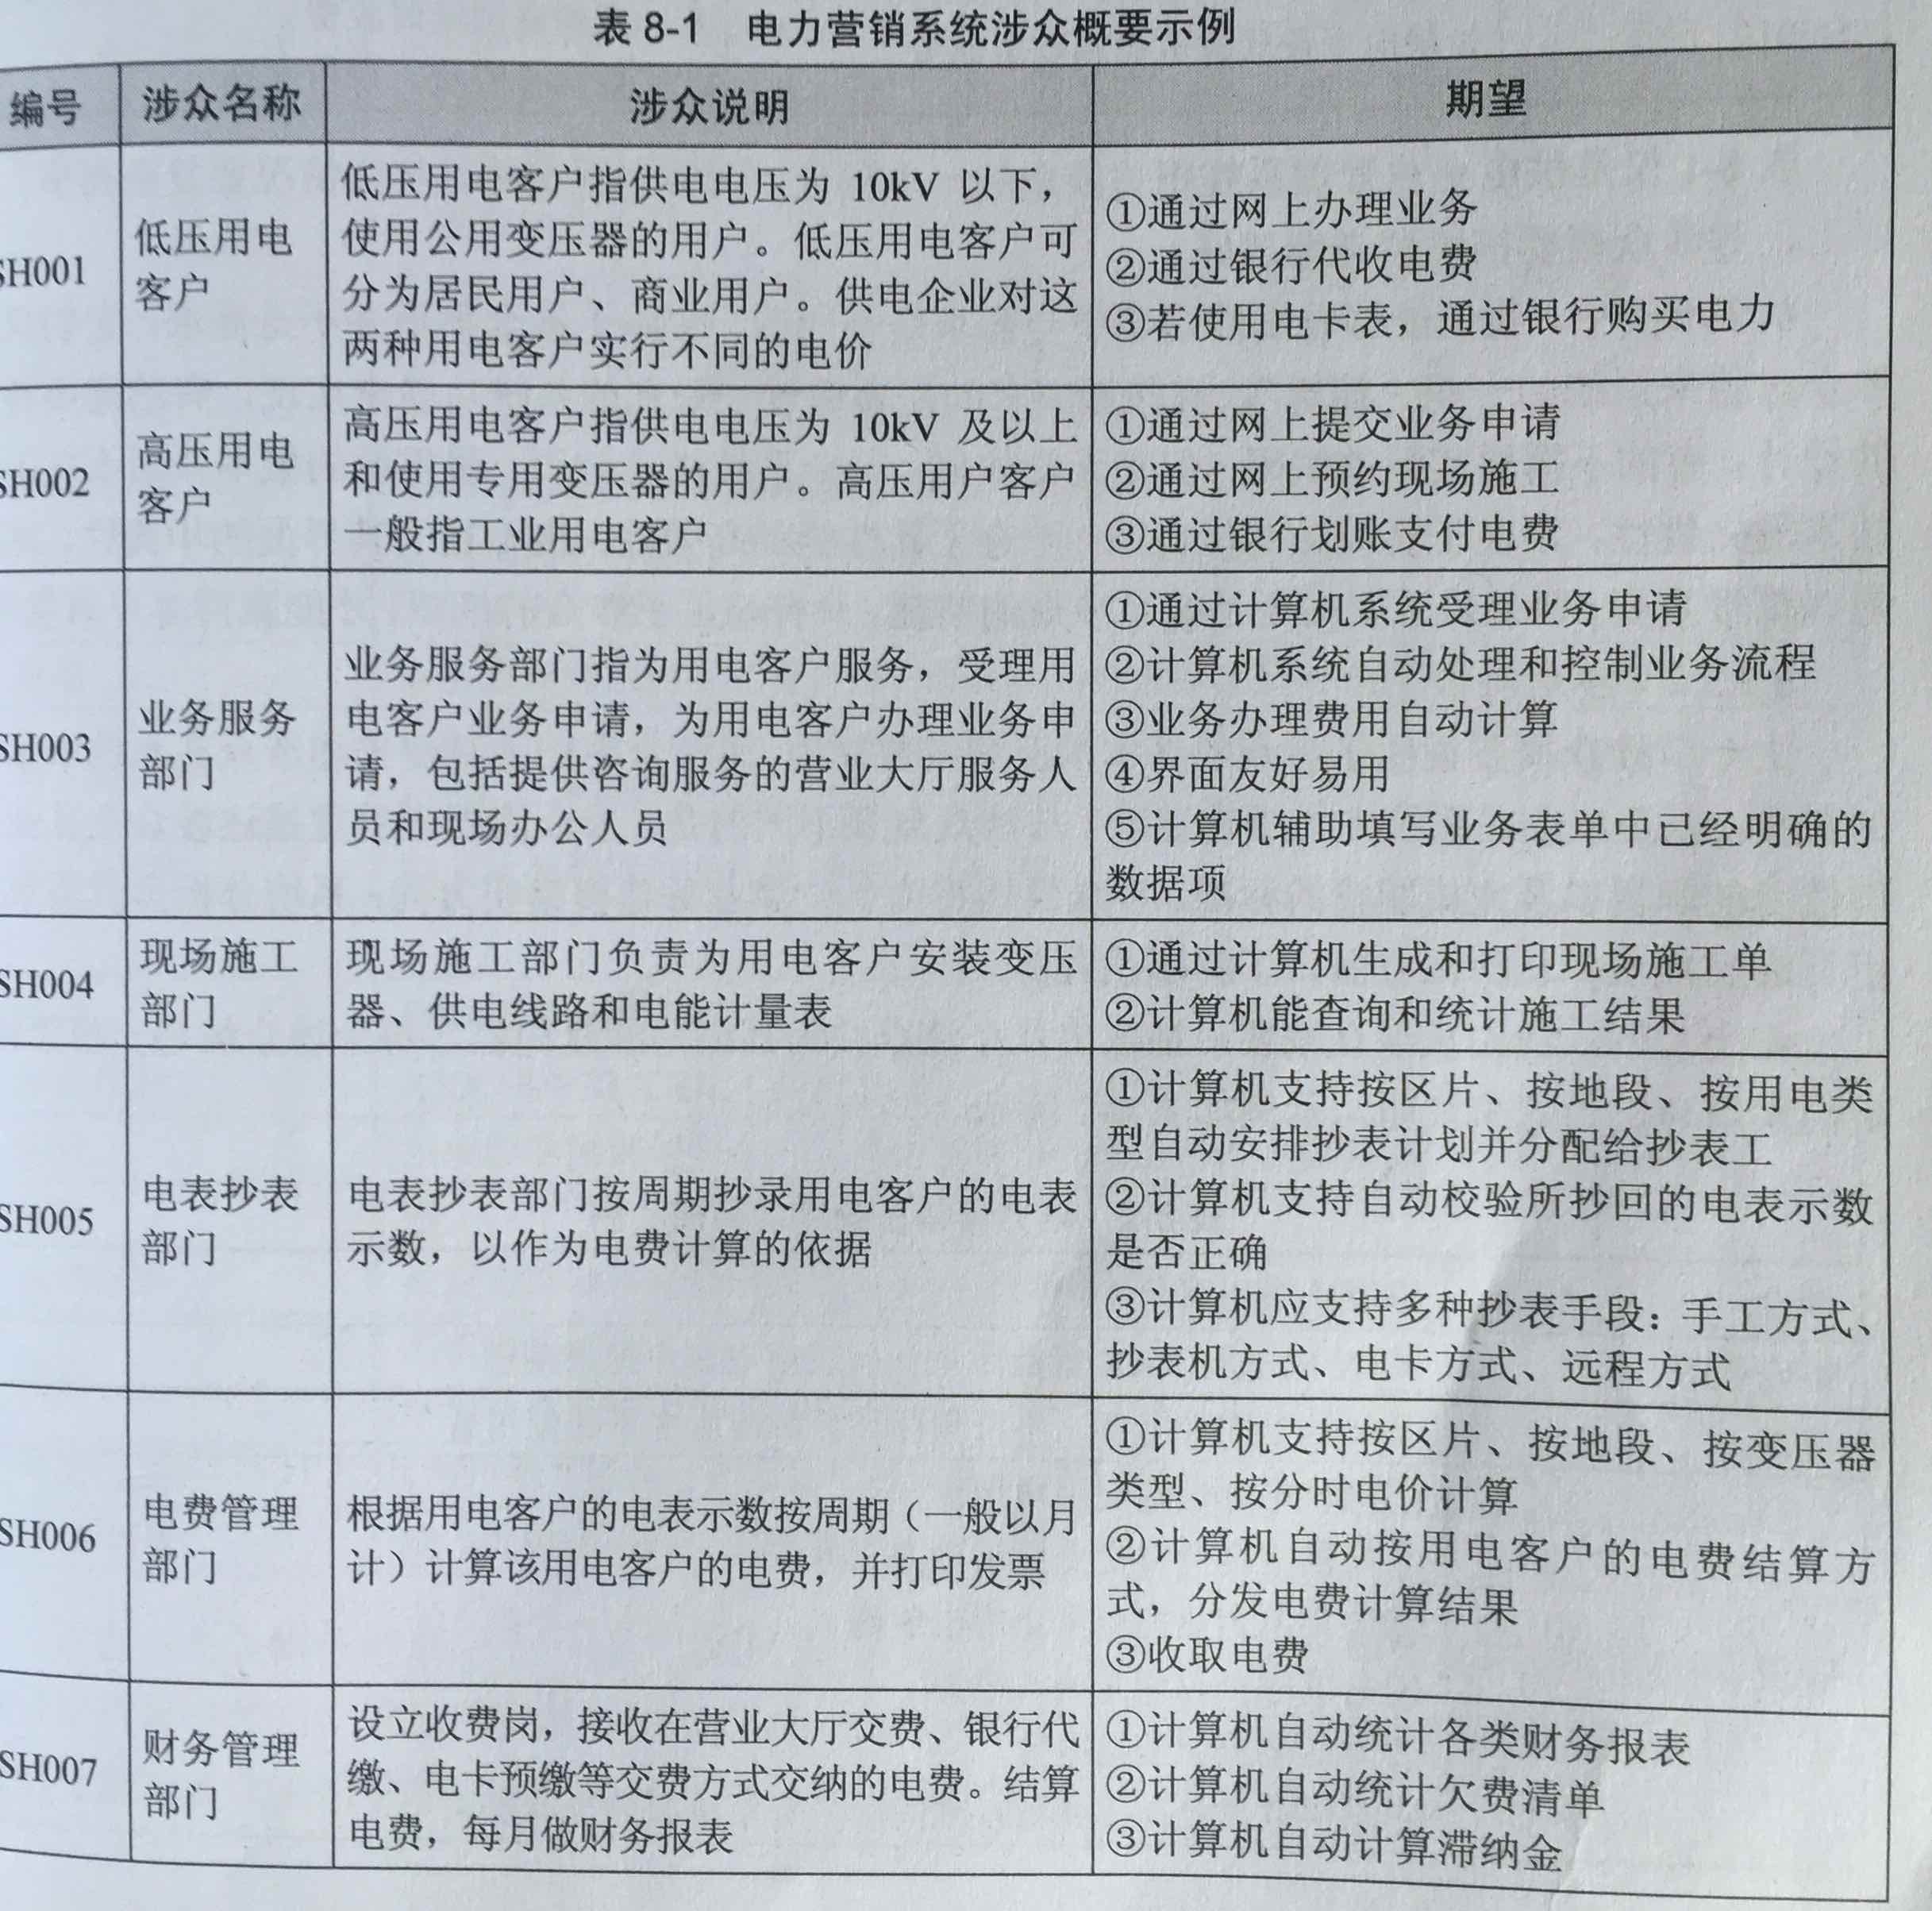 表 8-1 电力营销系统涉众概要示例
编号 涉众名称 涉众说明 期望
SH001
低压用电
客户
低压用电客户指供电电压为 10kV 以下，
使用公用变压器的用户。低压用电客户可
分为居民用户、商业用户。供电企业对这
两种用电客户实行不同的电价
①通过网上办理业务
②通过银行代收电费
③若使用电卡表，通过银行购买电力
SH002
高压用电
客户
高压用电客户指供电电压为 10kV 及以上
和使用专用变压器的用户。高压用户客户
一般指工业用电客户
①通过网上提交业务申请
②通过网上预约现场施工
③通过银行划账支付电费
SH003
业务服务
部门
业务服务部门指为用电客户服务，受理用
电客户业务申请，为用电客户办理业务申
请，包括提供咨询服务的营业大厅服务人
员和现场办公人员
①通过计算机系统受理业务申请
②计算机系统自动处理和控制业务流程
③业务办理费用自动计算
④界面友好易用
⑤计算机辅助填写业务表单中已经明确的
数据项
SH004
现场施工
部门
现场施工部门负责为用电客户安装变压
器、供电线路和电能计量表
①通过计算机生成和打印现场施工单
②计算机能查询和统计施工结果
SH005
电表抄表
部门
电表抄表部门按周期抄录用电客户的电表
示数，以作为电费计算的依据
①计算机支持按区片、按地段、按用电类
型自动安排抄表计划并分配给抄表工
②计算机支持自动校验所抄回的电表示数
是否正确
③计算机应支持多种抄表手段：手工方式、
抄表机方式、电卡方式、远程方式
SH006
电费管理
部门
根据用电客户的电表示数按周期（一般以月
计）计算该用电客户的电费，并打印发票
①计算机支持按区片、按地段、按变压器
类型、按分时电价计算
②计算机自动按用电客户的电费结算方
式，分发电费计算结果
③收取电费
SH007
财务管理
部门
设立收费岗，接收在营业大厅交费、银行代
缴、电卡预缴等交费方式交纳的电费。结算
电费，每月做财务报表
①计算机自动统计各类财务报表
②计算机自动统计欠费清单
③计算机自动计算滞纳金